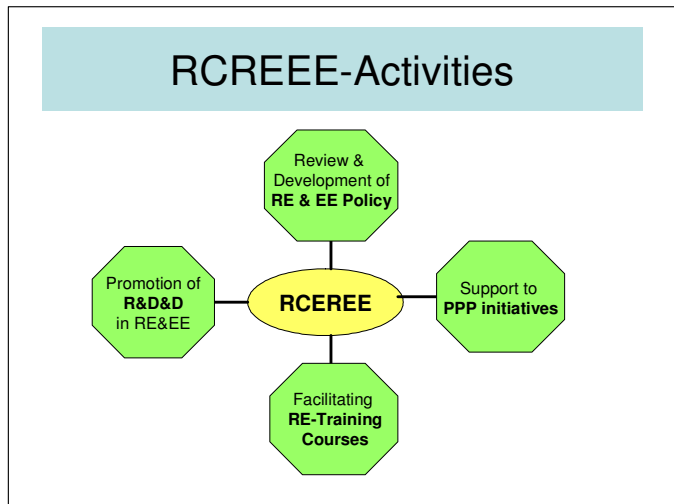 RCREEE-Activities
Review &
Development of
RE & EE Policy
Promotion of
R&D&D
in RE&EE
RCEREE
Support to
PPP initiatives
Facilitating
RE-Training
Courses